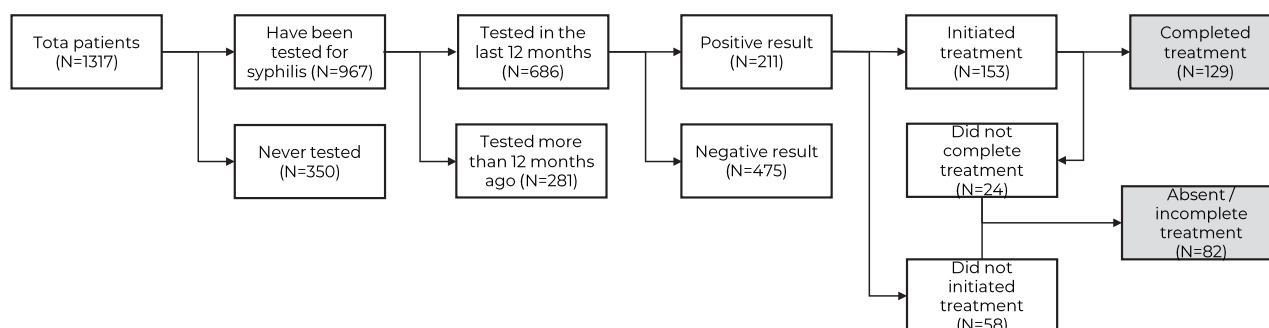 Tota patients
(N=1317)
Have been
tested for
syphilis (N=967)
Tested in the
last 12 months
(N=686)
Positive result
(N=211)
Initiated
treatment
(N=153)
Completed
treatment
(N=129)
Never tested
(N=350)
Tested more
than 12 months
ago (N=281)
Negative result
(N=475)
Did not
complete
treatment
(N=24)
Absent /
incomplete
treatment
(N=82)
Did not
initiated
treatment
(N=58)